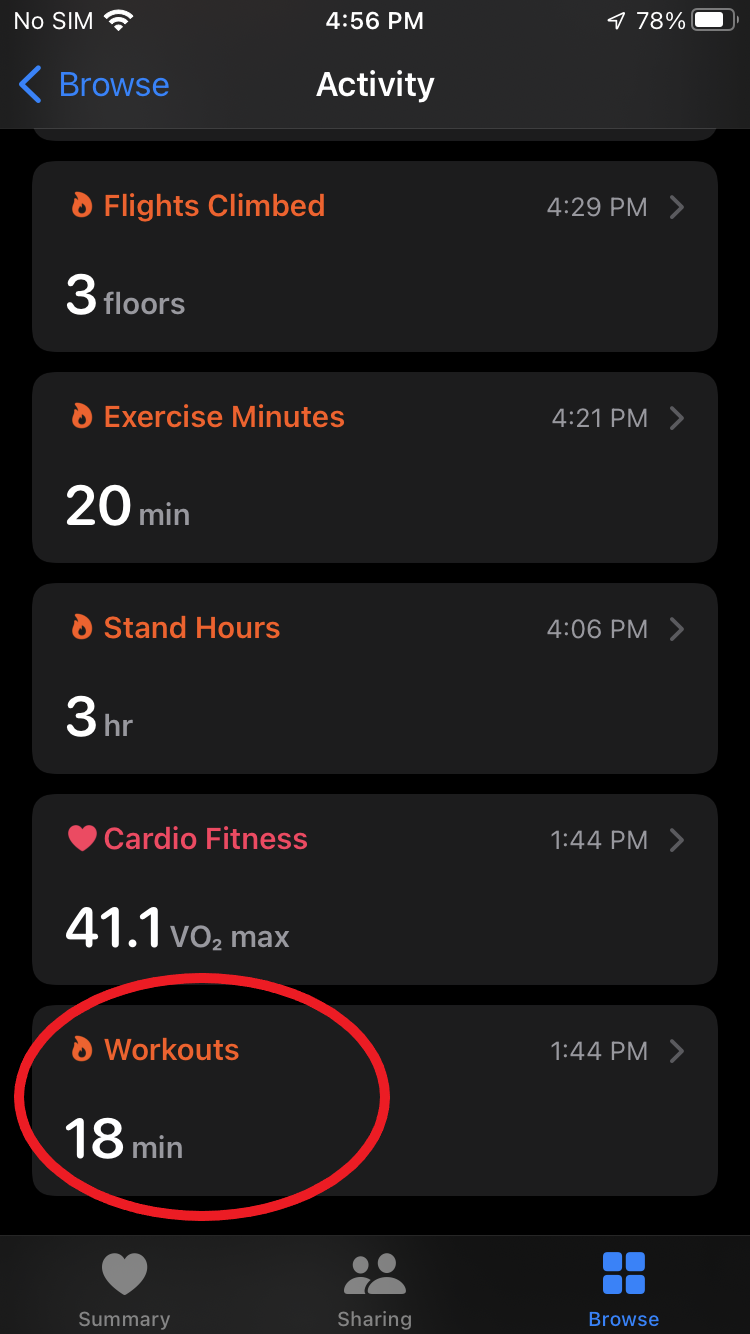 No SIM 4:56 PM 78%
Browse Activity
Flights Climbed 4:29 PM
3 floors
Exercise Minutes 4:21 PM
20 min
Stand Hours 4:06 PM
3 hr
Cardio Fitness 1:44 PM
41.1 VO₂ max
Workouts 1:44 PM
18 min
Summary Sharing Browse